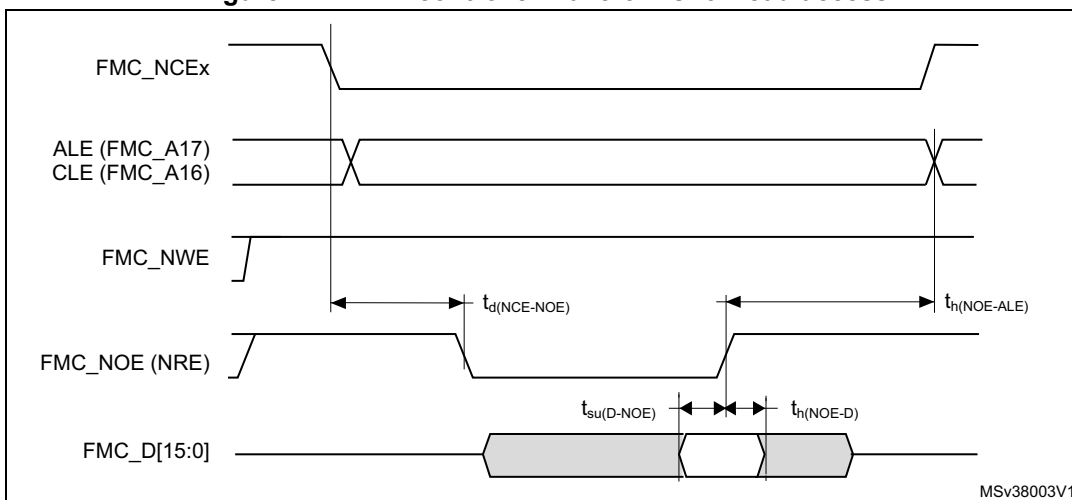 FMC_NCEx
ALE (FMC_A17)
CLE (FMC_A16)
FMC_NWE
td(NCE-NOE)
th(NOE-ALE)
FMC_NOE (NRE)
tsu(D-NOE)
th(NOE-D)
FMC_D[15:0]
MSv38003V1